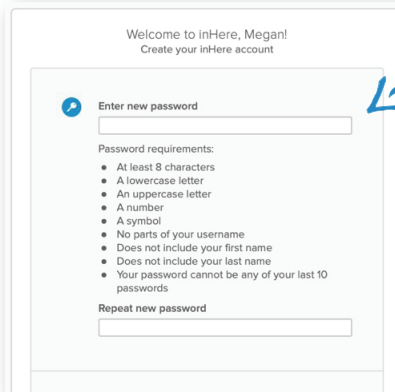 Welcome to inHere, Megan!
Create your inHere account
Enter new password
Password requirements:
At least 8 characters
A lowercase letter
An uppercase letter
A number
A symbol
No parts of your username
Does not include your first name
Does not include your last name
Your password cannot be any of your last 10
passwords
Repeat new password